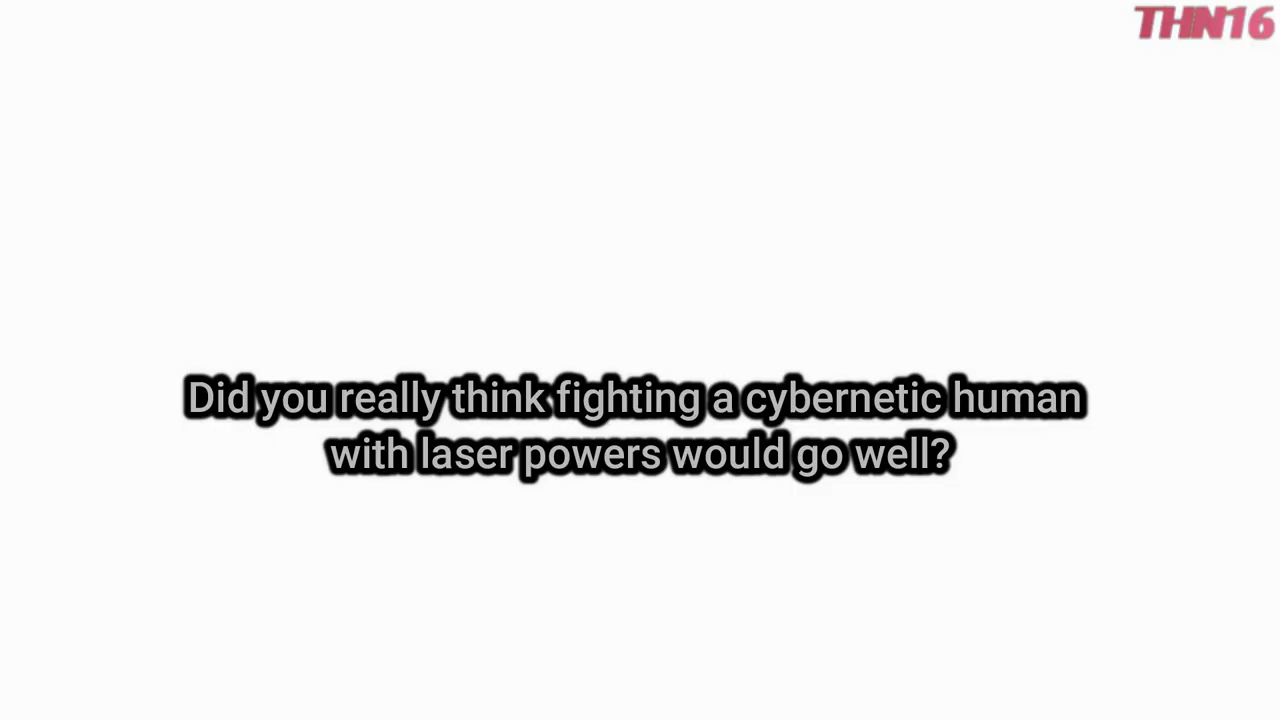 THN16
Did you really think fighting a cybernetic human
with laser powers would go well?